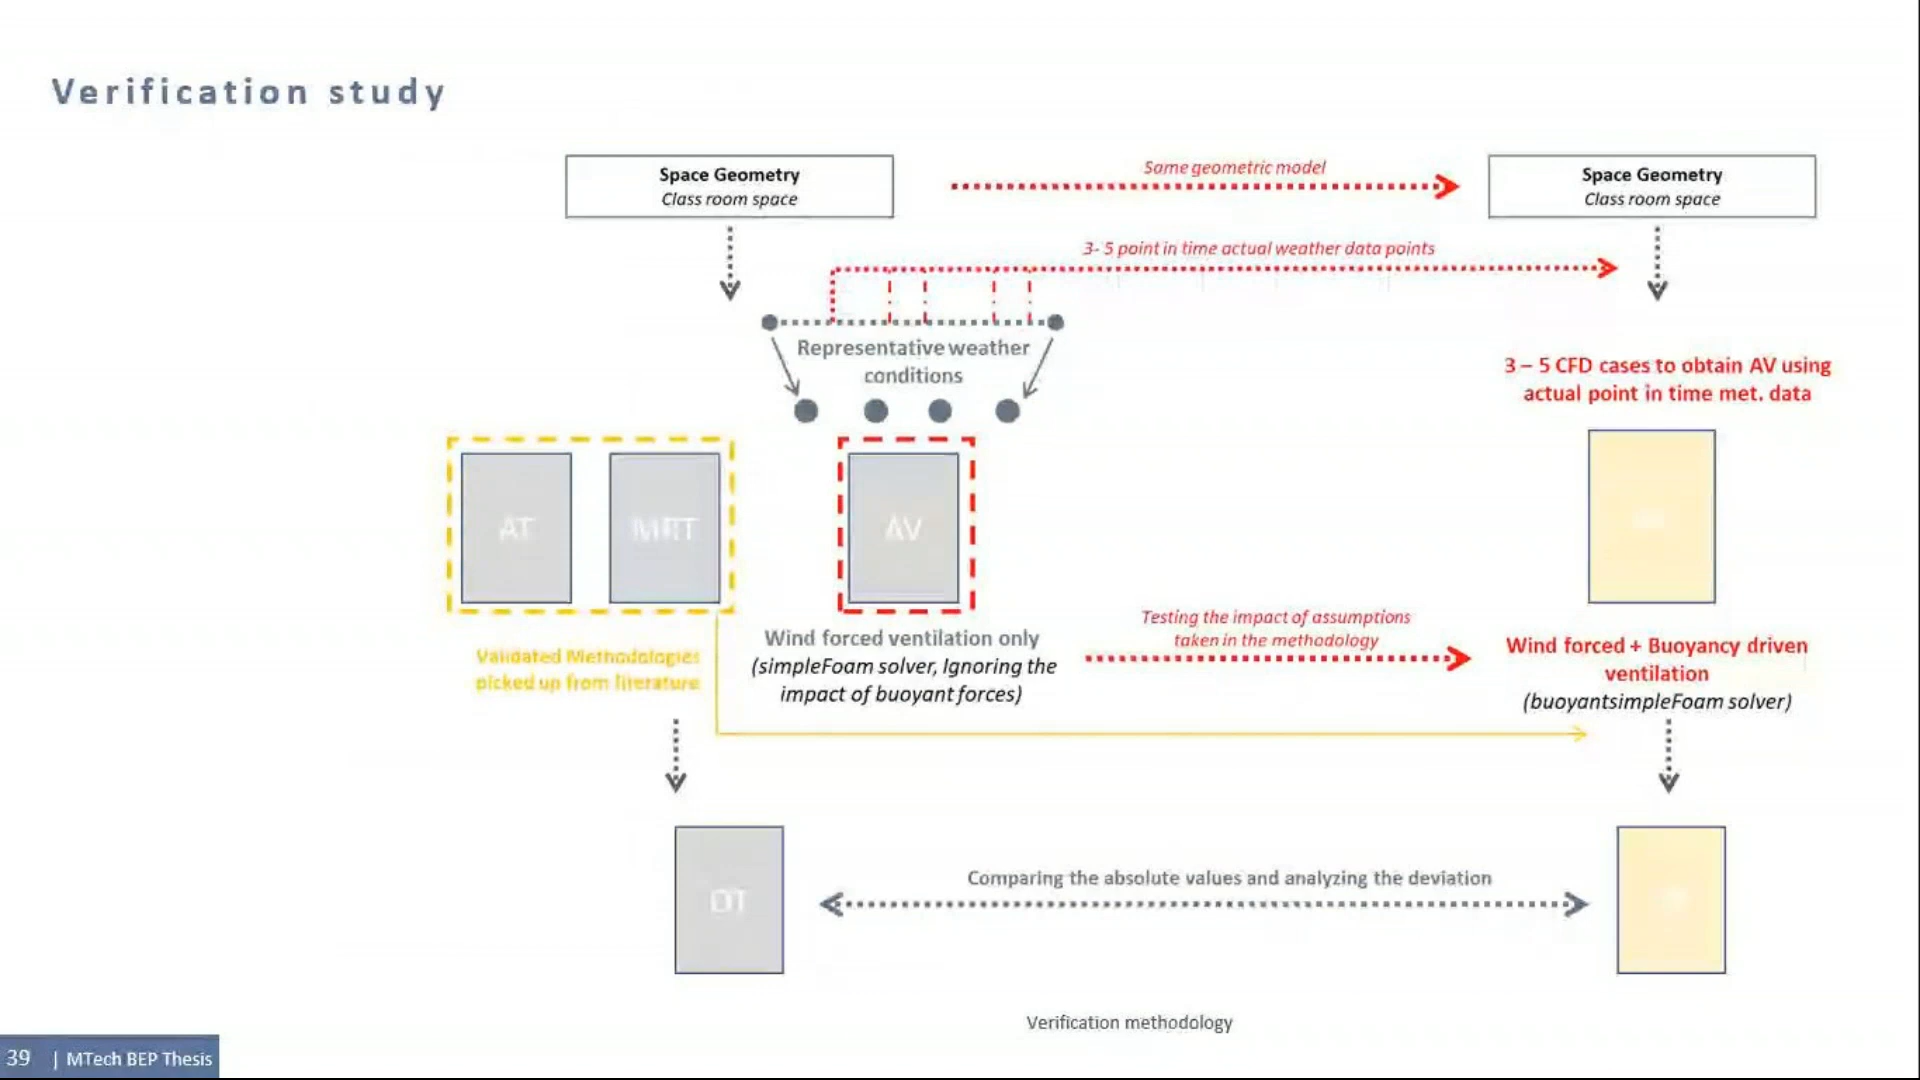 Verification study
Space Geometry
Class room space
Same geometric model
Space Geometry
Class room space
3- 5 point in time actual weather data points
Representative weather
conditions
3 – 5 CFD cases to obtain AV using
actual point in time met. data
AT
MRT
AV
Validated Methodologies
picked up from literature
Wind forced ventilation only
(simpleFoam solver, Ignoring the
impact of buoyant forces)
Testing the impact of assumptions
taken in the methodology
Wind forced + Buoyancy driven
ventilation
(buoyantsimpleFoam solver)
OT
Comparing the absolute values and analyzing the deviation
Verification methodology
39 | MTech BEP Thesis